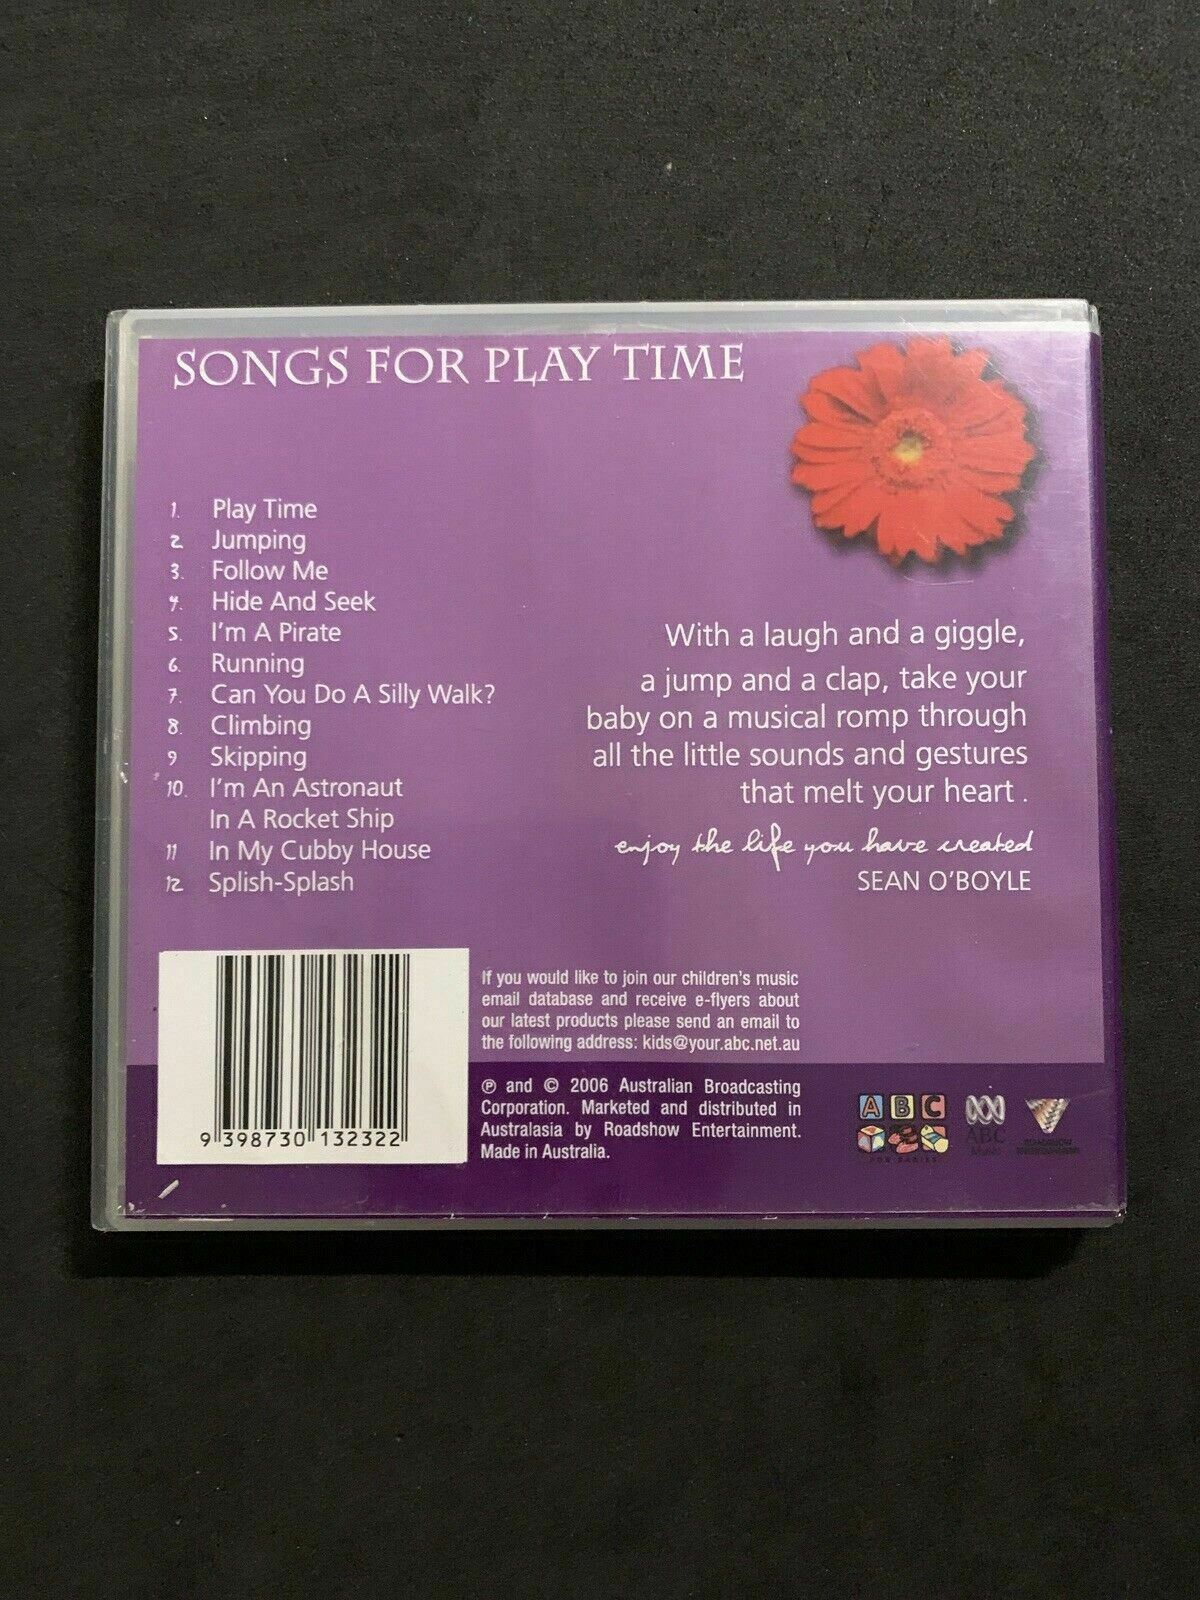 SONGS FOR PLAY TIME
1. Play Time
2 Jumping
3. Follow Me
4. Hide And Seek
5. I'm A Pirate
6. Running
7. Can You Do A Silly Walk?
8. Climbing
9 Skipping
10. I'm An Astronaut
In A Rocket Ship
11 In My Cubby House
12 Splish-Splash
With a laugh and a giggle,
a jump and a clap, take your
baby on a musical romp through
all the little sounds and gestures
that melt your heart .
enjoy the life you have created
SEAN O'BOYLE
9 398730 132322
If you would like to join our children's music
email database and receive e-flyers about
our latest products please send an email to
the following address: kids@your.abc.net.au
℗ and © 2006 Australian Broadcasting
Corporation. Marketed and distributed in
Australasia by Roadshow Entertainment.
Made in Australia.
ABC
FOR BABIES
ABC
Music
ROADSHOW
ENTERTAINMENT